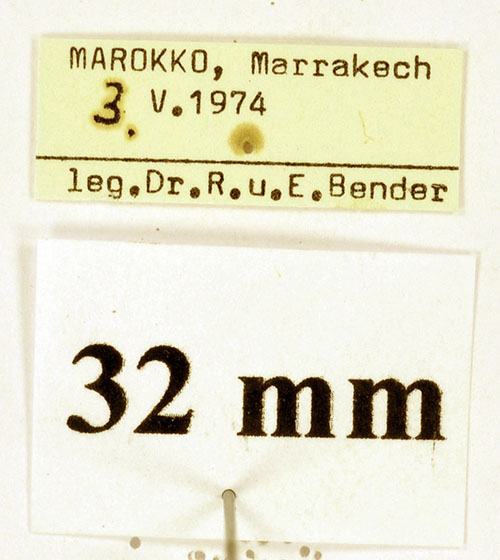 MAROKKO, Marrakech
3. V.1974
leg.Dr.R.u.E.Bender
32 mm